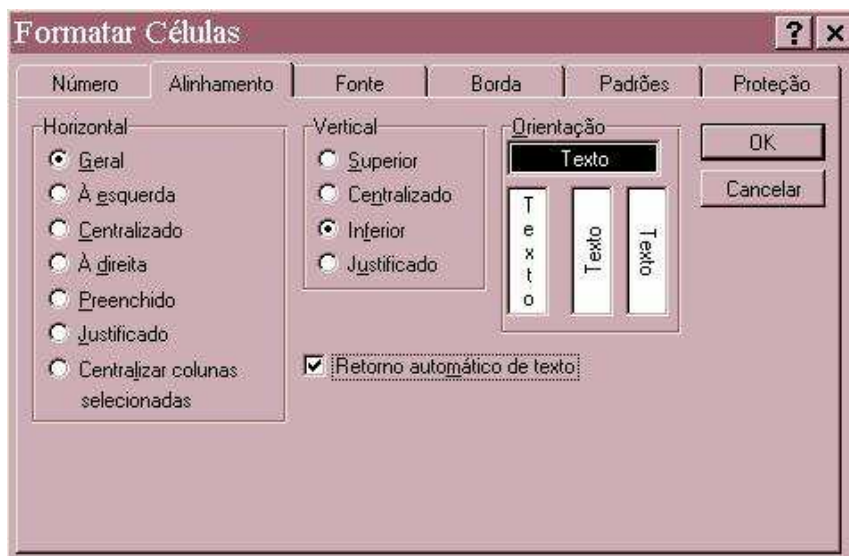 Formatar Células
? ×
Número Alinhamento Fonte Borda Padrões Proteção
Horizontal
Geral
À esquerda
Centralizado
À direita
Preenchido
Justificado
Centralizar colunas
selecionadas
Vertical
Superior
Centralizado
Inferior
Justificado
Retorno automático de texto
Orientação
Texto
Texto
Texto
Texto
OK
Cancelar